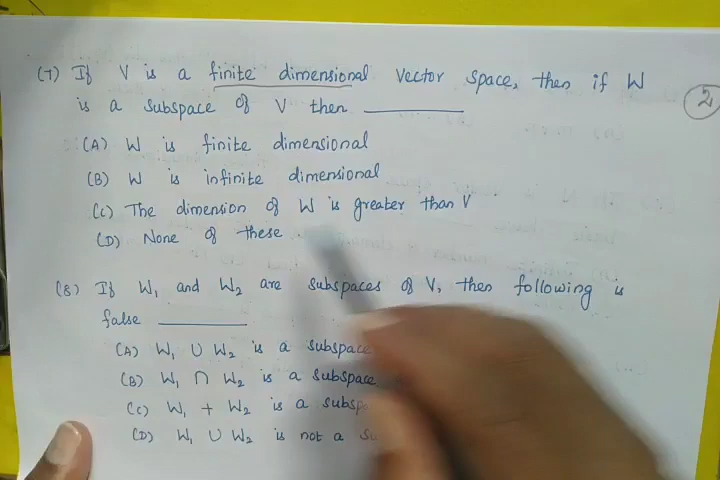 (7) If V is a finite dimensional vector space, then if W
is a subspace of V then ________
2
(A) W is finite dimensional
(B) W is infinite dimensional
(C) The dimension of W is greater than V
(D) None of these
(8) If W₁ and W₂ are subspaces of V, then following is
false ________
(A) W₁ ∪ W₂ is a subspace
(B) W₁ ∩ W₂ is a subspace
(C) W₁ + W₂ is a
(D) W₁ ∪ W₂ is not a